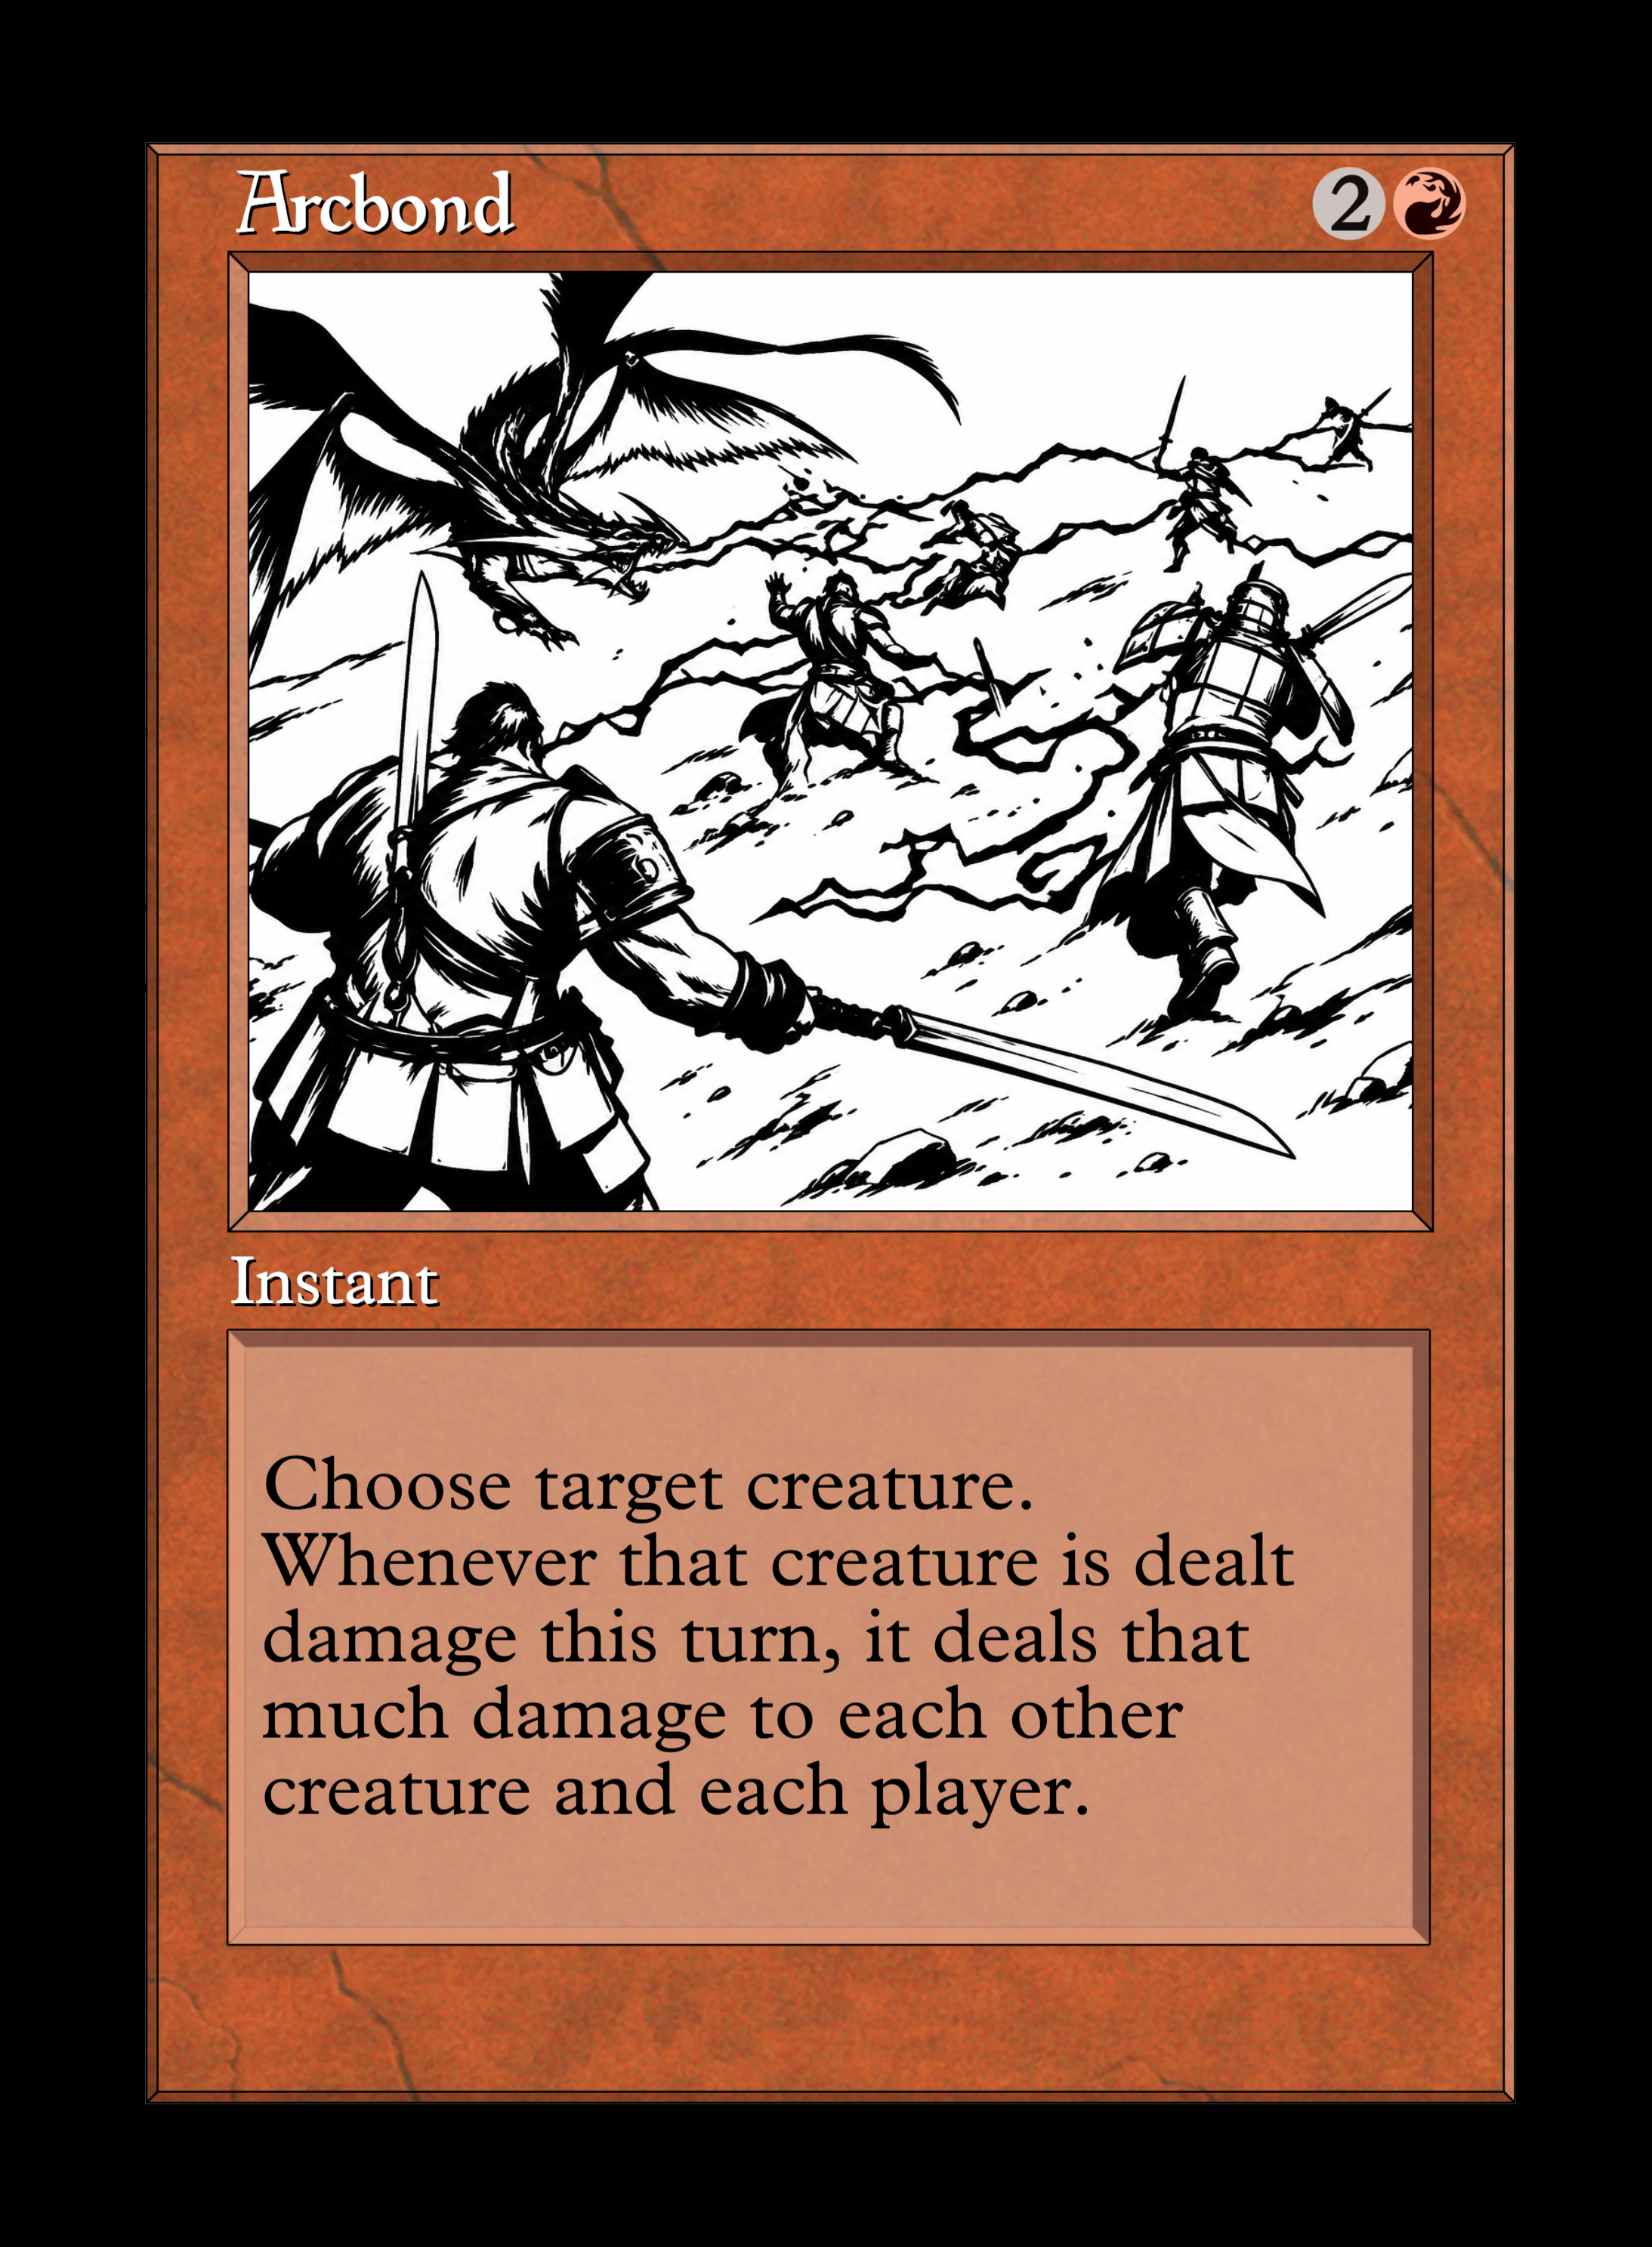 Arcbond 2
Instant
Choose target creature.
Whenever that creature is dealt
damage this turn, it deals that
much damage to each other
creature and each player.